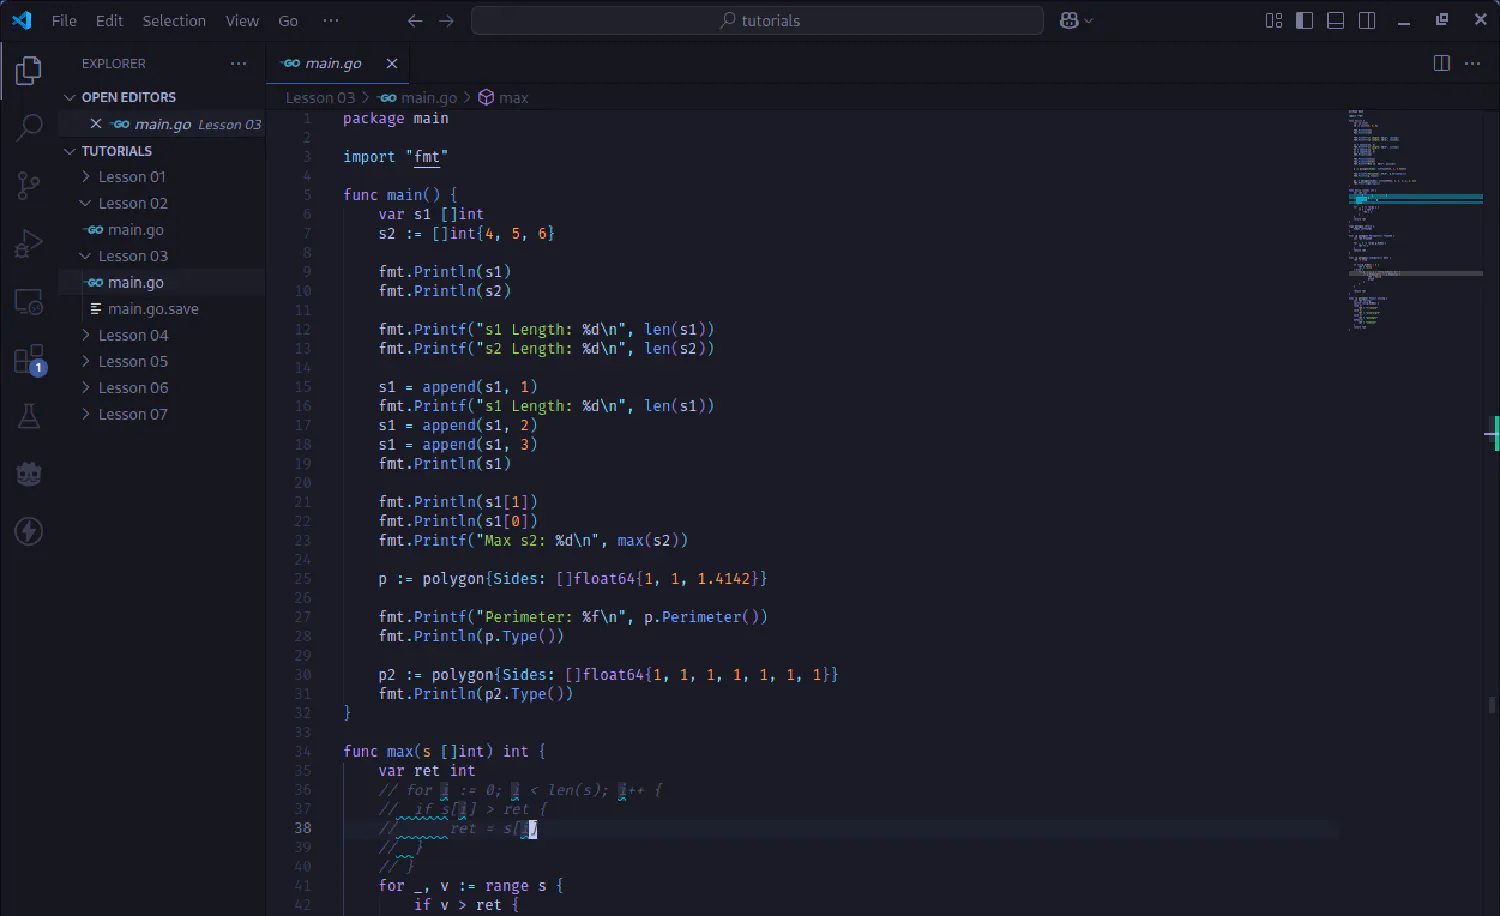 File Edit Selection View Go ··· tutorials
EXPLORER ···
OPEN EDITORS
main.go Lesson 03
TUTORIALS
Lesson 01
Lesson 02
main.go
Lesson 03
main.go
main.go.save
Lesson 04
Lesson 05
Lesson 06
Lesson 07
1
main.go
Lesson 03 > main.go > max
1 package main
2
3 import "fmt"
4
5 func main() {
6 var s1 []int
7 s2 := []int{4, 5, 6}
8
9 fmt.Println(s1)
10 fmt.Println(s2)
11
12 fmt.Printf("s1 Length: %d\n", len(s1))
13 fmt.Printf("s2 Length: %d\n", len(s2))
14
15 s1 = append(s1, 1)
16 fmt.Printf("s1 Length: %d\n", len(s1))
17 s1 = append(s1, 2)
18 s1 = append(s1, 3)
19 fmt.Println(s1)
20
21 fmt.Println(s1[1])
22 fmt.Println(s1[0])
23 fmt.Printf("Max s2: %d\n", max(s2))
24
25 p := polygon{Sides: []float64{1, 1, 1.4142}}
26
27 fmt.Printf("Perimeter: %f\n", p.Perimeter())
28 fmt.Println(p.Type())
29
30 p2 := polygon{Sides: []float64{1, 1, 1, 1, 1, 1, 1}}
31 fmt.Println(p2.Type())
32 }
33
34 func max(s []int) int {
35 var ret int
36 // for i := 0; i < len(s); i++ {
37 // if s[i] > ret {
38 // ret = s[i]
39 // }
40 // }
41 for _, v := range s {
42 if v > ret {